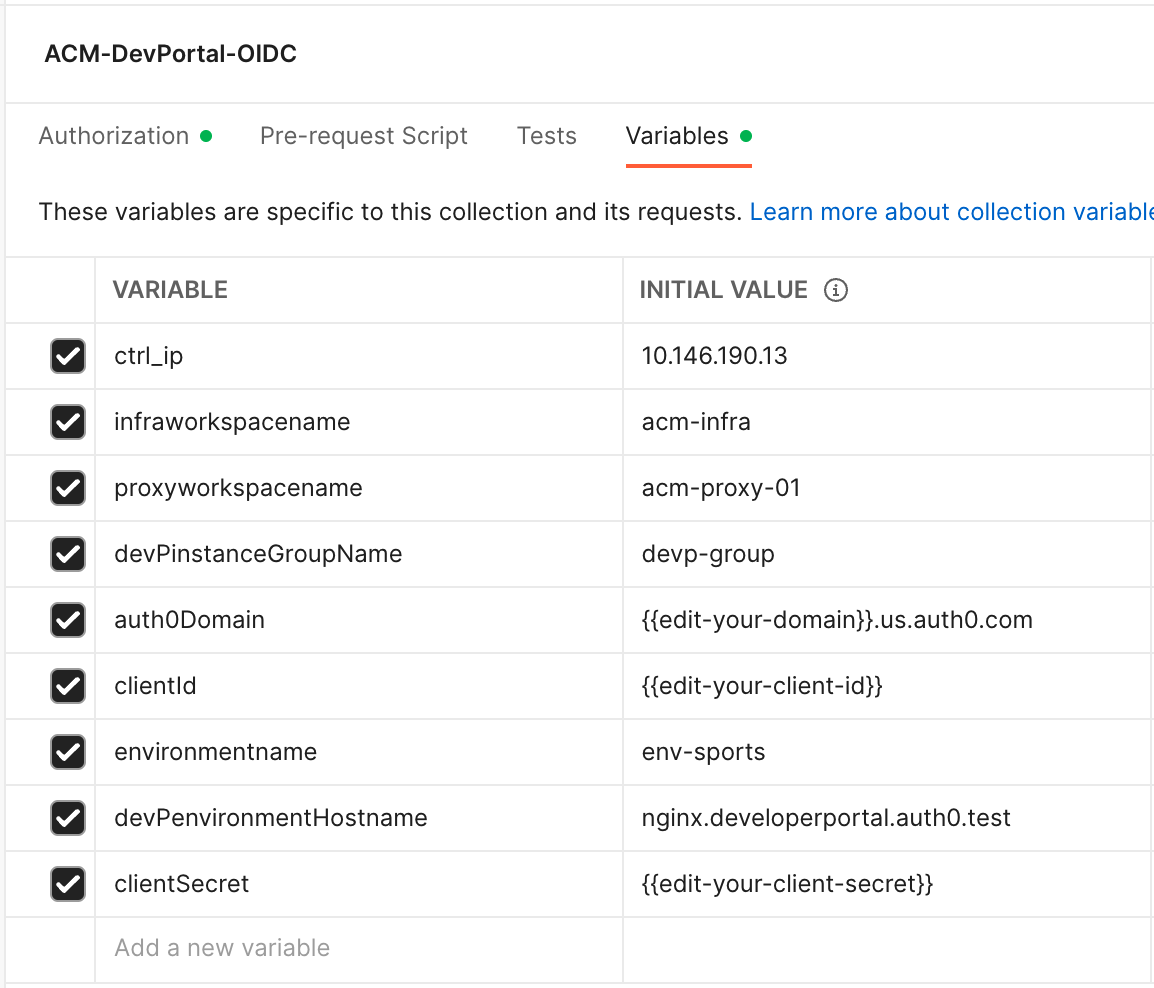 ACM-DevPortal-OIDC
Authorization Pre-request Script Tests Variables
These variables are specific to this collection and its requests. Learn more about collection variable
VARIABLE INITIAL VALUE
ctrl_ip 10.146.190.13
infraworkspacename acm-infra
proxyworkspacename acm-proxy-01
devPinstanceGroupName devp-group
auth0Domain {{edit-your-domain}}.us.auth0.com
clientId {{edit-your-client-id}}
environmentname env-sports
devPenvironmentHostname nginx.developerportal.auth0.test
clientSecret {{edit-your-client-secret}}
Add a new variable